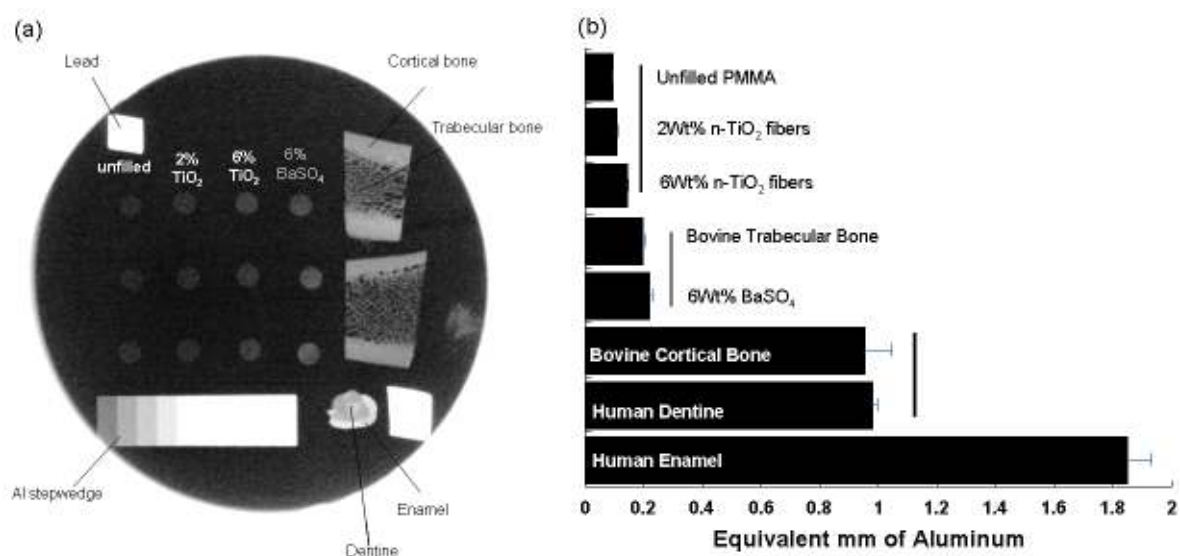 (a)
Lead
Cortical bone
Trabecular bone
unfilled
2%
TiO₂
6%
TiO₂
6%
BaSO₄
Al stepwedge
Enamel
Dentine
(b)
Unfilled PMMA
2Wt% n-TiO₂ fibers
6Wt% n-TiO₂ fibers
Bovine Trabecular Bone
6Wt% BaSO₄
Bovine Cortical Bone
Human Dentine
Human Enamel
0 0.2 0.4 0.6 0.8 1 1.2 1.4 1.6 1.8 2
Equivalent mm of Aluminum